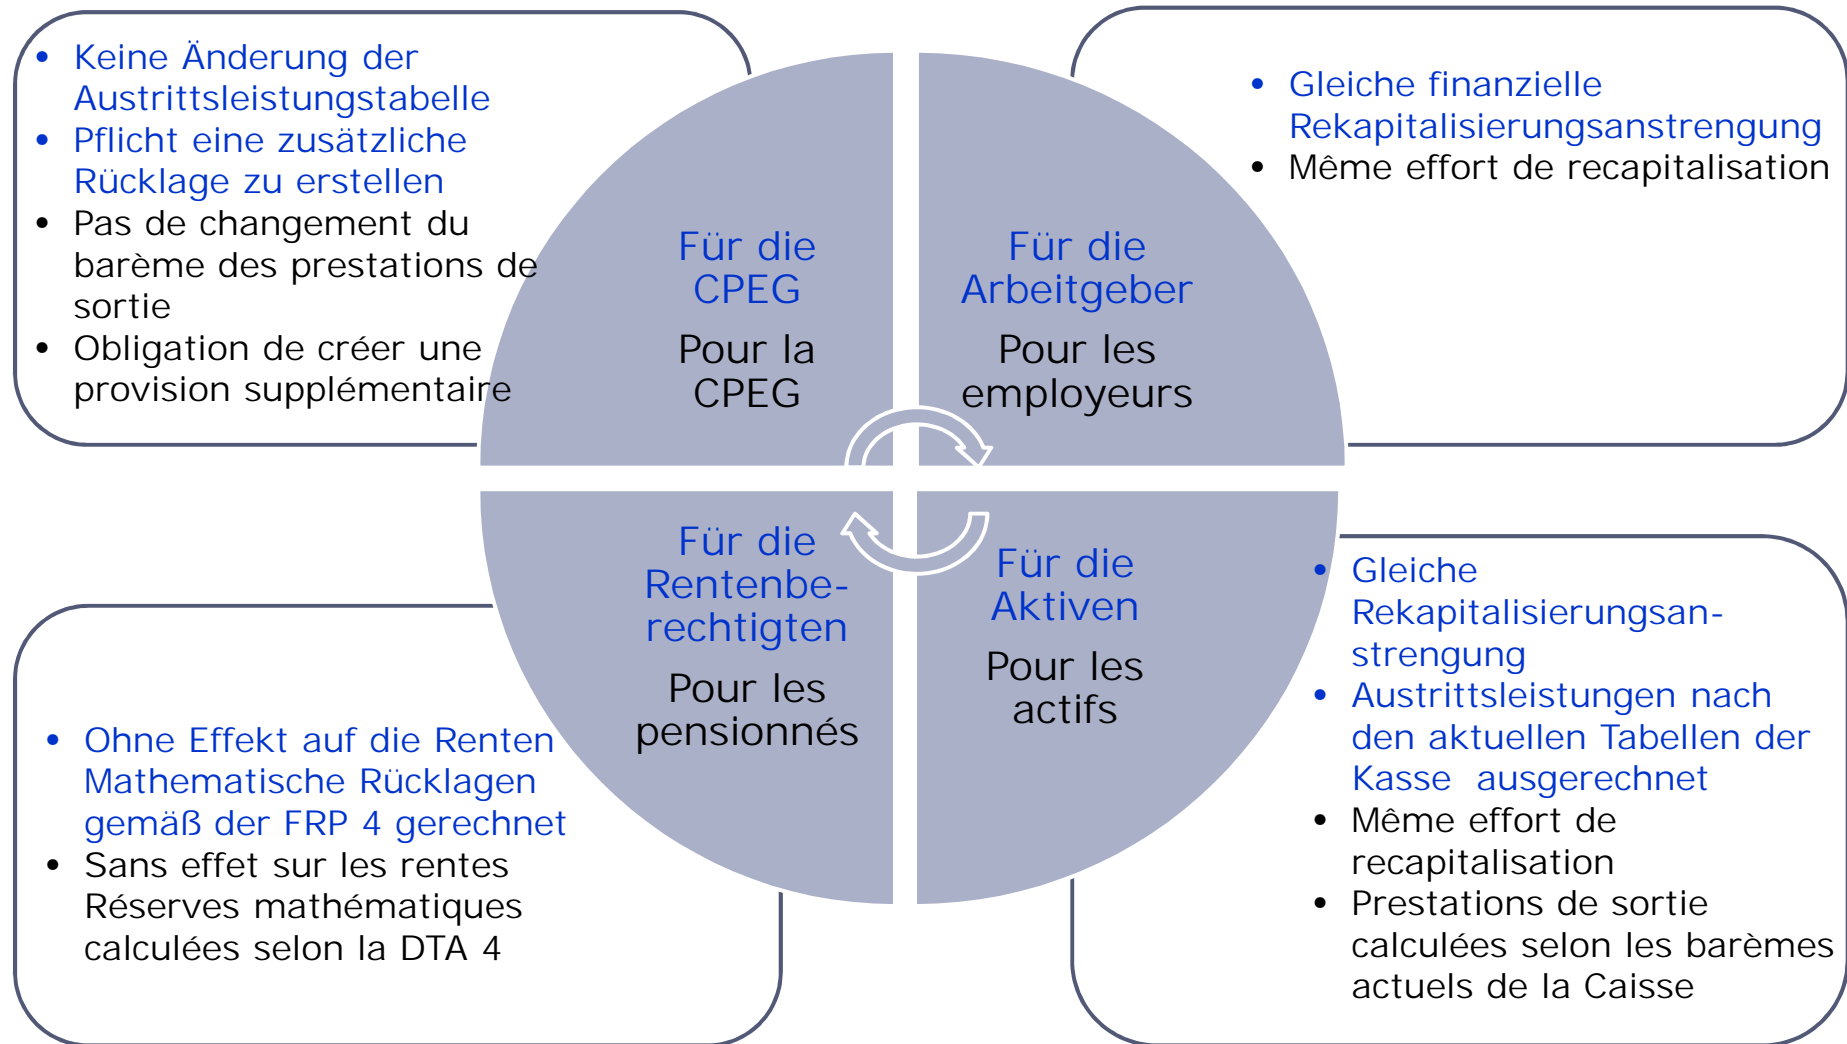 • Keine Änderung der
Austrittsleistungstabelle
• Pflicht eine zusätzliche
Rücklage zu erstellen
• Pas de changement du
barème des prestations de
sortie
• Obligation de créer une
provision supplémentaire
• Gleiche finanzielle
Rekapitalisierungsanstrengung
• Même effort de recapitalisation
Für die
CPEG
Pour la
CPEG
Für die
Arbeitgeber
Pour les
employeurs
Für die
Rentenbe-
rechtigten
Pour les
pensionnés
Für die
Aktiven
Pour les
actifs
• Ohne Effekt auf die Renten
Mathematische Rücklagen
gemäß der FRP 4 gerechnet
• Sans effet sur les rentes
Réserves mathématiques
calculées selon la DTA 4
• Gleiche
Rekapitalisierungsan-
strengung
• Austrittsleistungen nach
den aktuellen Tabellen der
Kasse ausgerechnet
• Même effort de
recapitalisation
• Prestations de sortie
calculées selon les barèmes
actuels de la Caisse